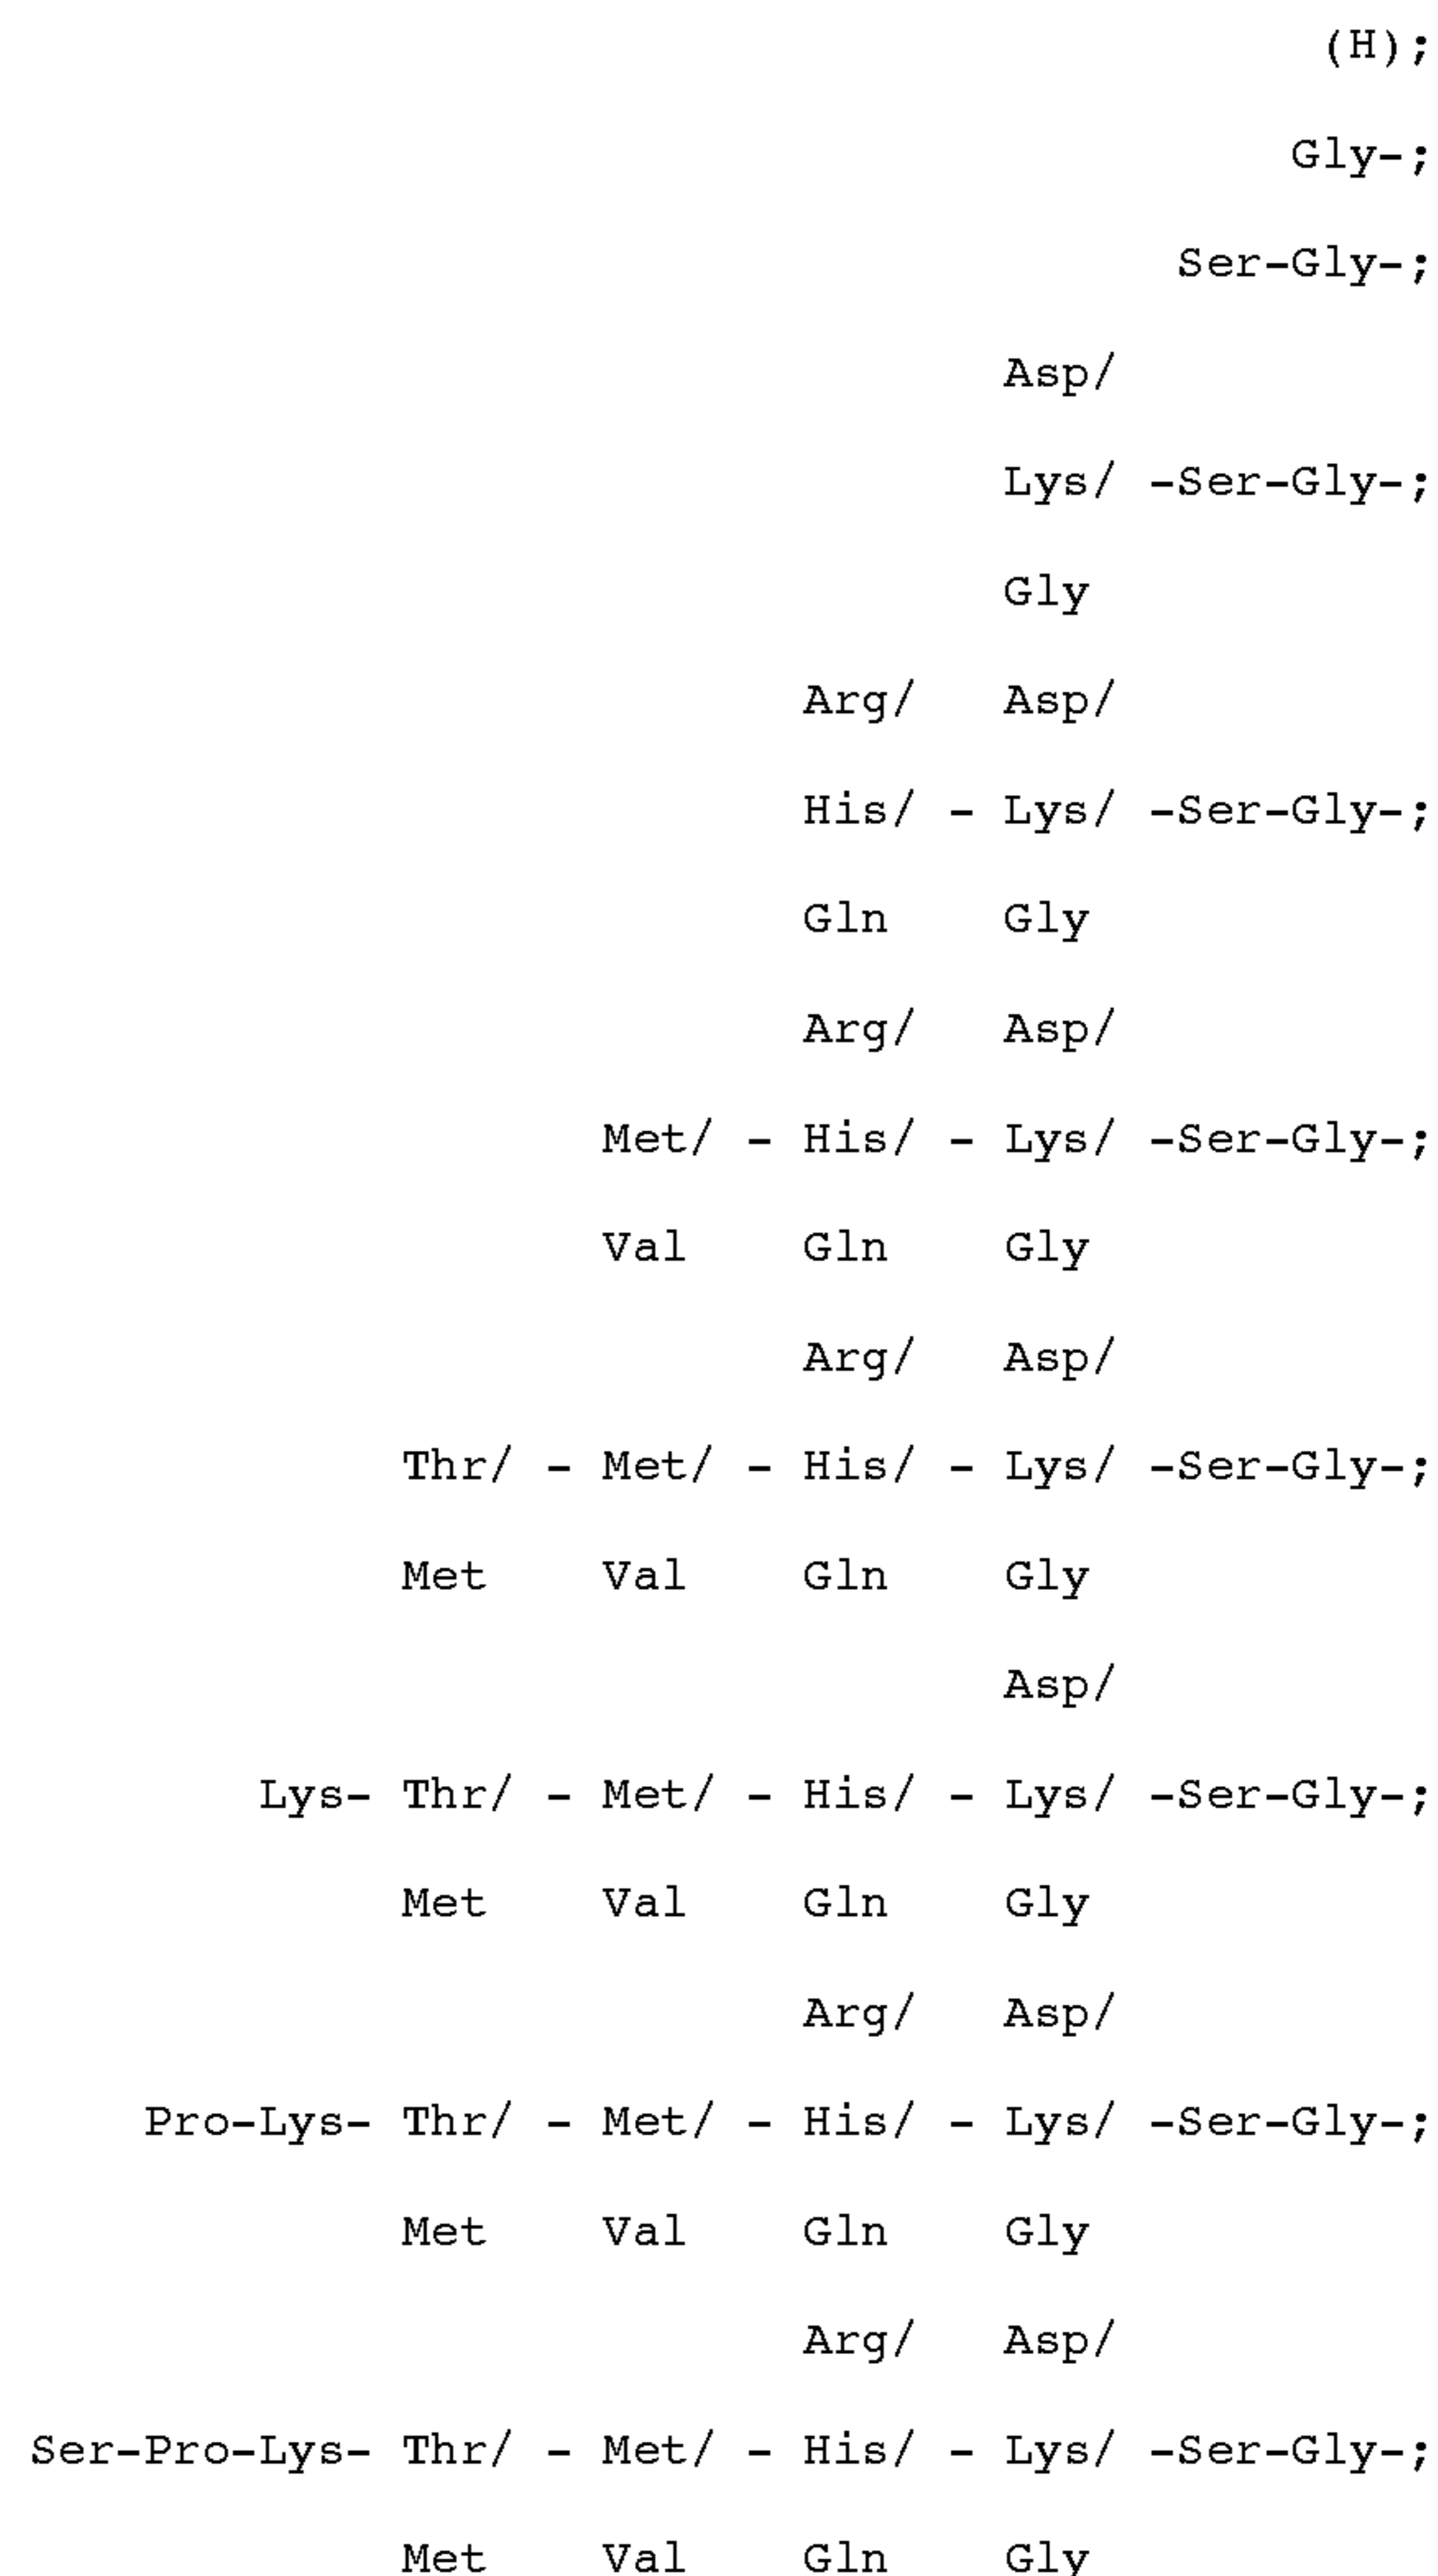 (H);
Gly-;
Ser-Gly-;
Asp/
Lys/ -Ser-Gly-;
Gly
Arg/ Asp/
His/ - Lys/ -Ser-Gly-;
Gln Gly
Arg/ Asp/
Met/ - His/ - Lys/ -Ser-Gly-;
Val Gln Gly
Arg/ Asp/
Thr/ - Met/ - His/ - Lys/ -Ser-Gly-;
Met Val Gln Gly
Asp/
Lys- Thr/ - Met/ - His/ - Lys/ -Ser-Gly-;
Met Val Gln Gly
Arg/ Asp/
Pro-Lys- Thr/ - Met/ - His/ - Lys/ -Ser-Gly-;
Met Val Gln Gly
Arg/ Asp/
Ser-Pro-Lys- Thr/ - Met/ - His/ - Lys/ -Ser-Gly-;
Met Val Gln Gly